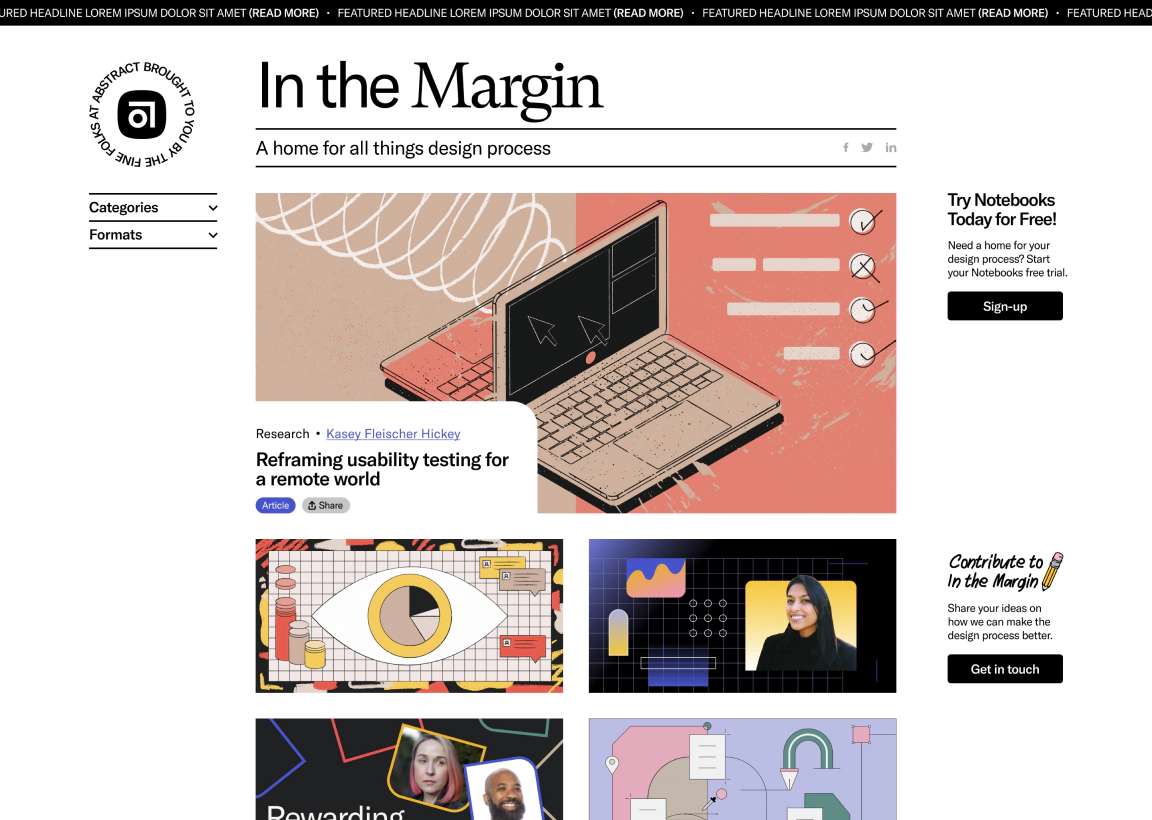 URED HEADLINE LOREM IPSUM DOLOR SIT AMET (READ MORE) • FEATURED HEADLINE LOREM IPSUM DOLOR SIT AMET (READ MORE) • FEATURED HEADLINE LOREM IPSUM DOLOR SIT AMET (READ MORE) • FEATURED HEAD
BROUGHT TO YOU BY THE FINE FOLKS AT ABSTRACT
In the Margin
A home for all things design process
Categories
Formats
Try Notebooks
Today for Free!
Need a home for your
design process? Start
your Notebooks free trial.
Sign-up
Research • Kasey Fleischer Hickey
Reframing usability testing for
a remote world
Article Share
Contribute to
In the Margin
Share your ideas on
how we can make the
design process better.
Get in touch
Rewarding